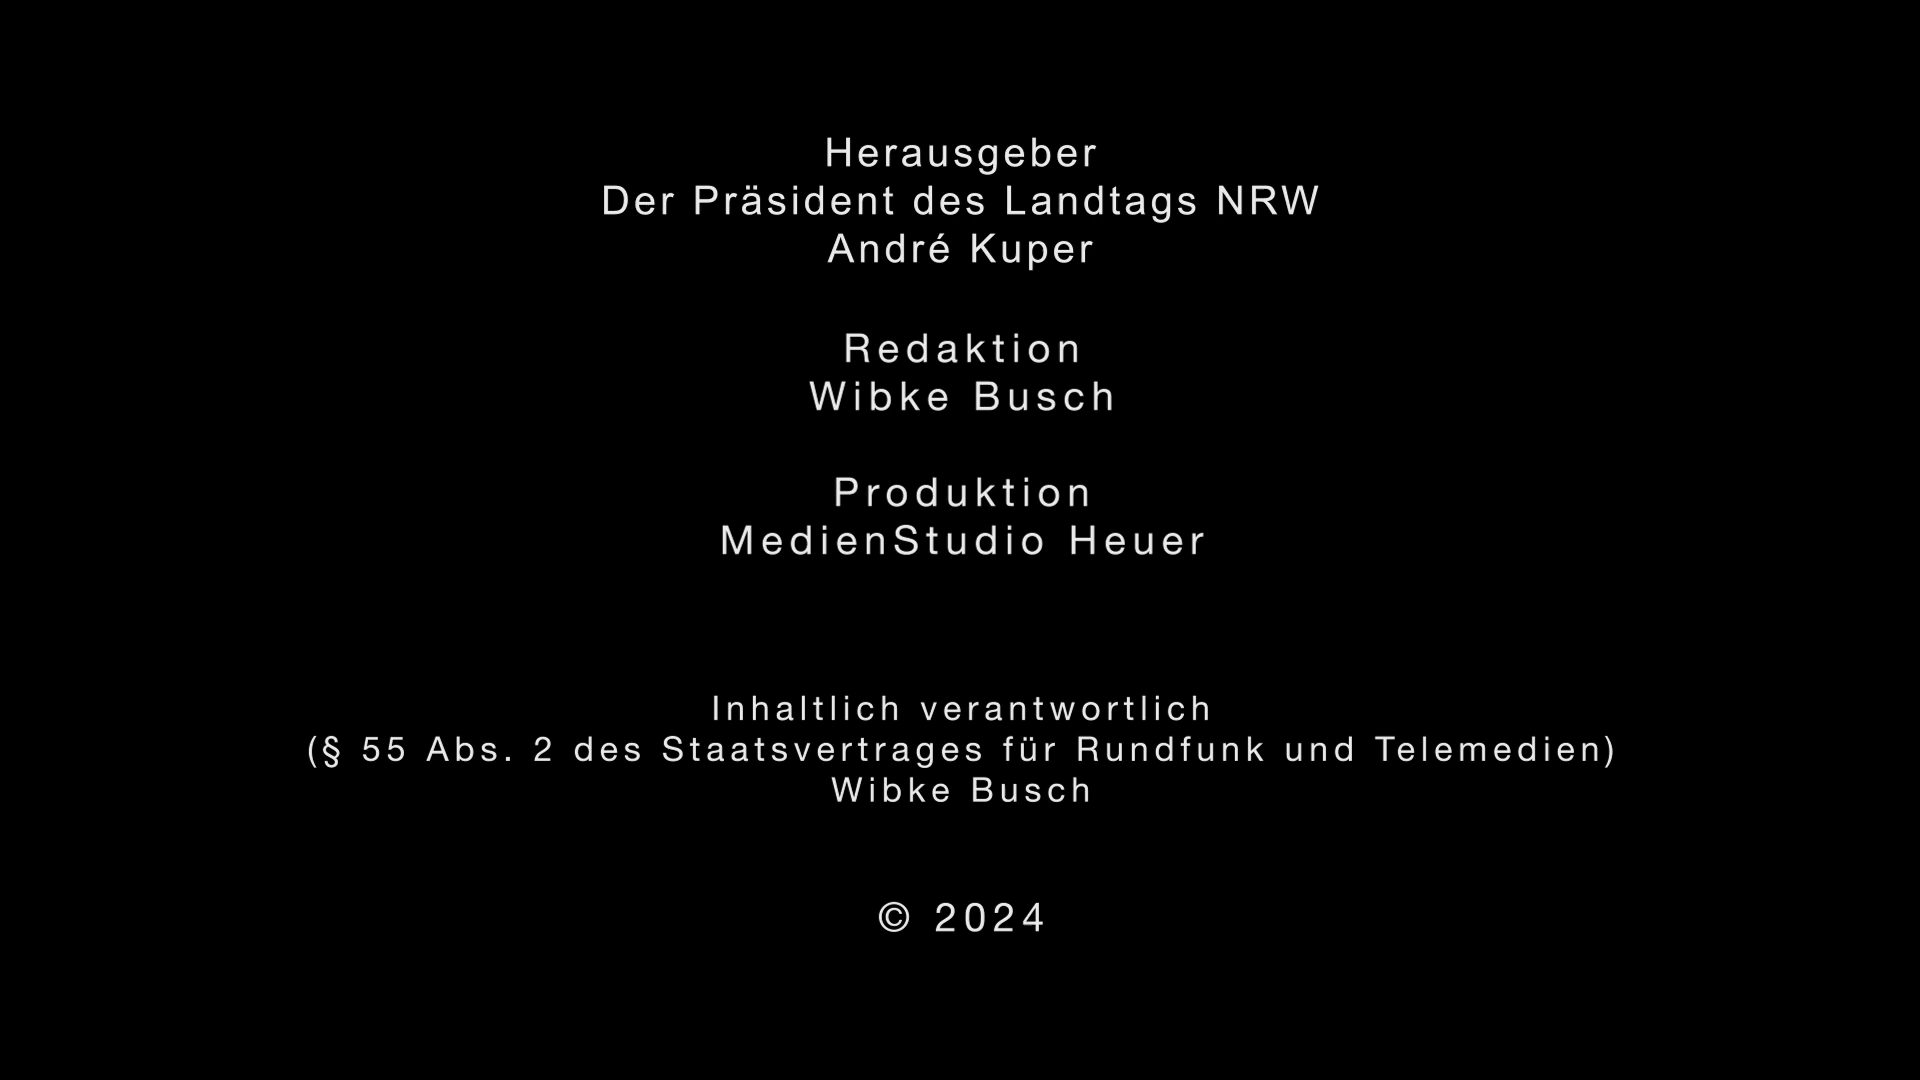 Herausgeber
Der Präsident des Landtags NRW
André Kuper
Redaktion
Wibke Busch
Produktion
MedienStudio Heuer
Inhaltlich verantwortlich
(§ 55 Abs. 2 des Staatsvertrages für Rundfunk und Telemedien)
Wibke Busch
© 2024